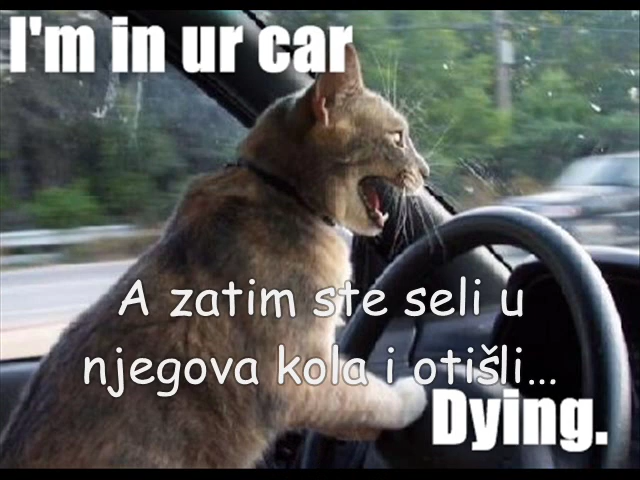 I'm in ur car
A zatim ste seli u
njegova kola i otišli...
Dying.